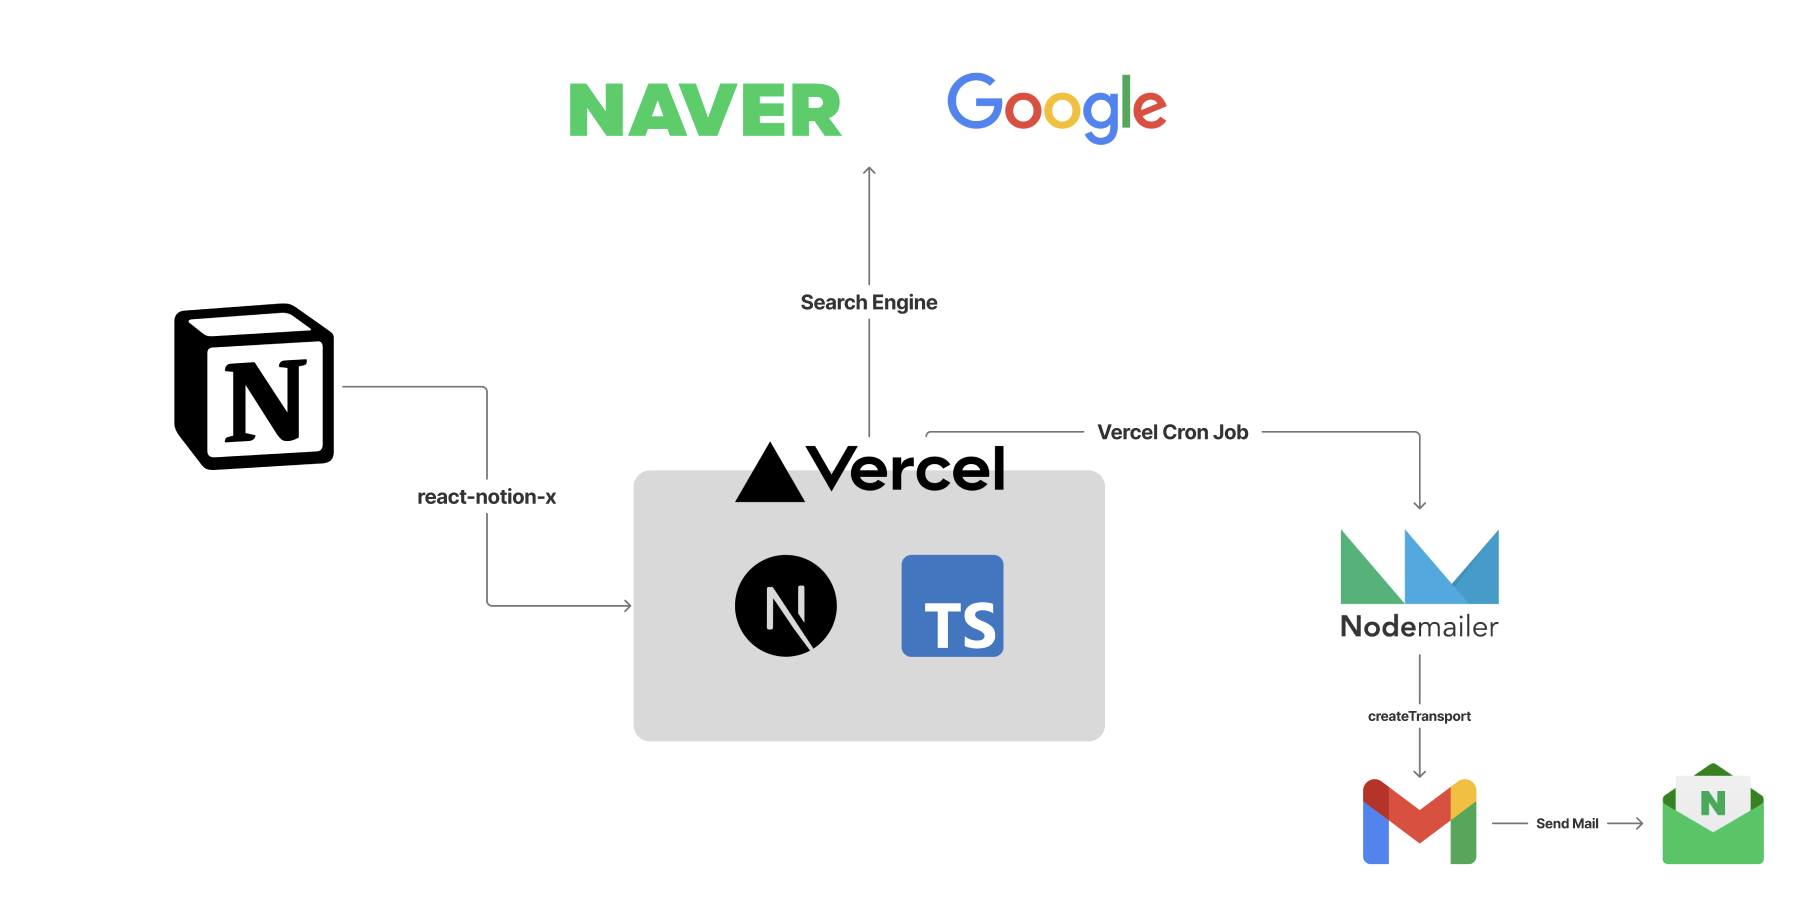 NAVER
Google
Search Engine
N
Vercel Cron Job
Vercel
react-notion-x
N
TS
Nodemailer
createTransport
N
Send Mail